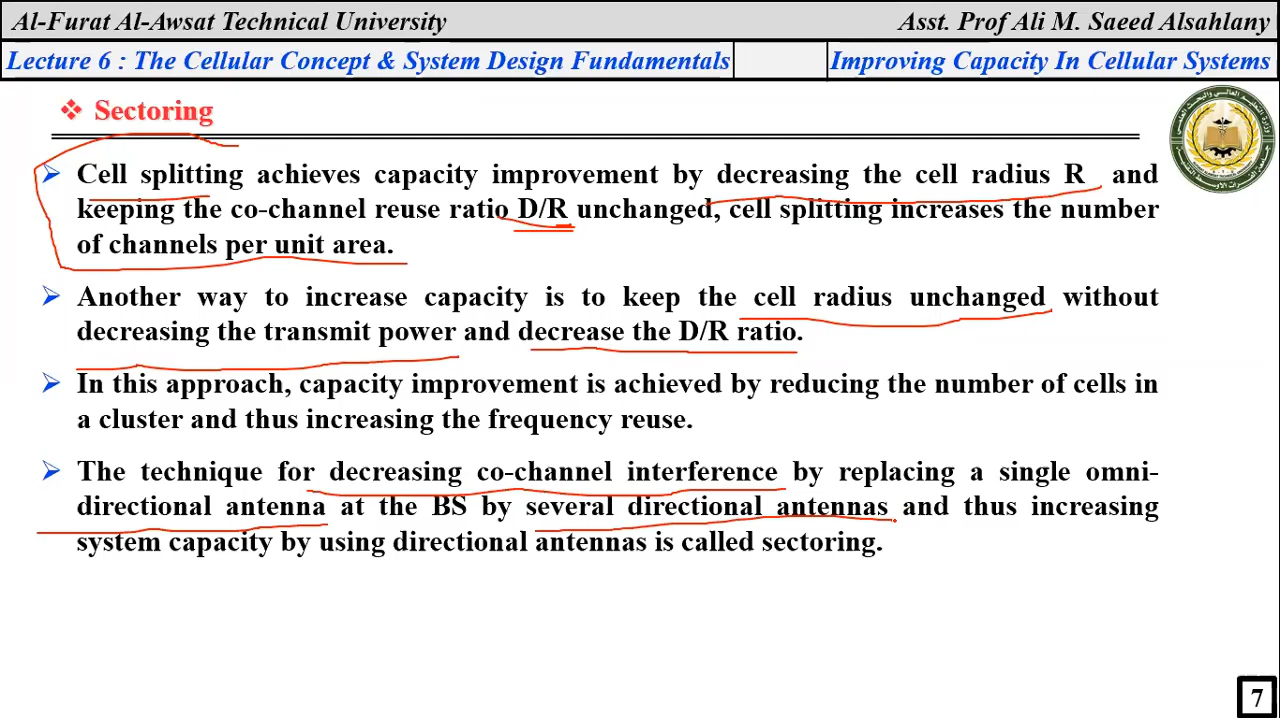 Al-Furat Al-Awsat Technical University
Asst. Prof Ali M. Saeed Alsahlany
Lecture 6 : The Cellular Concept & System Design Fundamentals
Improving Capacity In Cellular Systems
❖ Sectoring
➢ Cell splitting achieves capacity improvement by decreasing the cell radius R and
keeping the co-channel reuse ratio D/R unchanged, cell splitting increases the number
of channels per unit area.
➢ Another way to increase capacity is to keep the cell radius unchanged without
decreasing the transmit power and decrease the D/R ratio.
➢ In this approach, capacity improvement is achieved by reducing the number of cells in
a cluster and thus increasing the frequency reuse.
➢ The technique for decreasing co-channel interference by replacing a single omni-
directional antenna at the BS by several directional antennas and thus increasing
system capacity by using directional antennas is called sectoring.
7